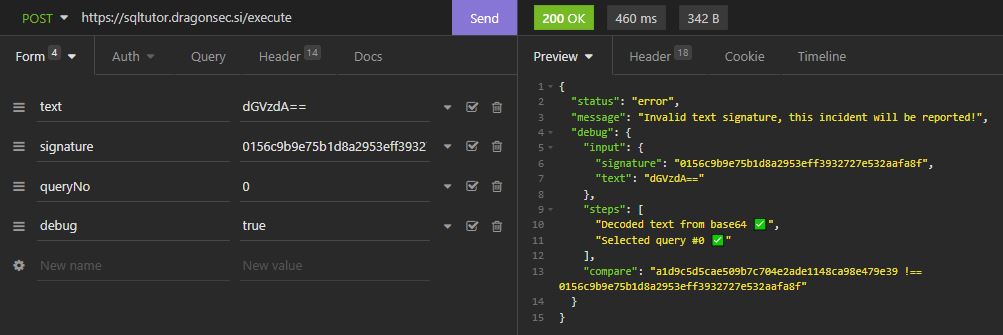 POST https://sqltutor.dragonsec.si/execute Send 200 OK 460 ms 342 B
Form 4 Auth Query Header 14 Docs Preview Header 18 Cookie Timeline
text dGVzdA==
signature 0156c9b9e75b1d8a2953eff39327
queryNo 0
debug true
New name New value
1 {
2 "status": "error",
3 "message": "Invalid text signature, this incident will be reported!",
4 "debug": {
5 "input": {
6 "signature": "0156c9b9e75b1d8a2953eff3932727e532aafa8f",
7 "text": "dGVzdA=="
8 },
9 "steps": [
10 "Decoded text from base64 ✅",
11 "Selected query #0 ✅"
12 ],
13 "compare": "a1d9c5d5cae509b7c704e2ade1148ca98e479e39 !==
0156c9b9e75b1d8a2953eff3932727e532aafa8f"
14 }
15 }